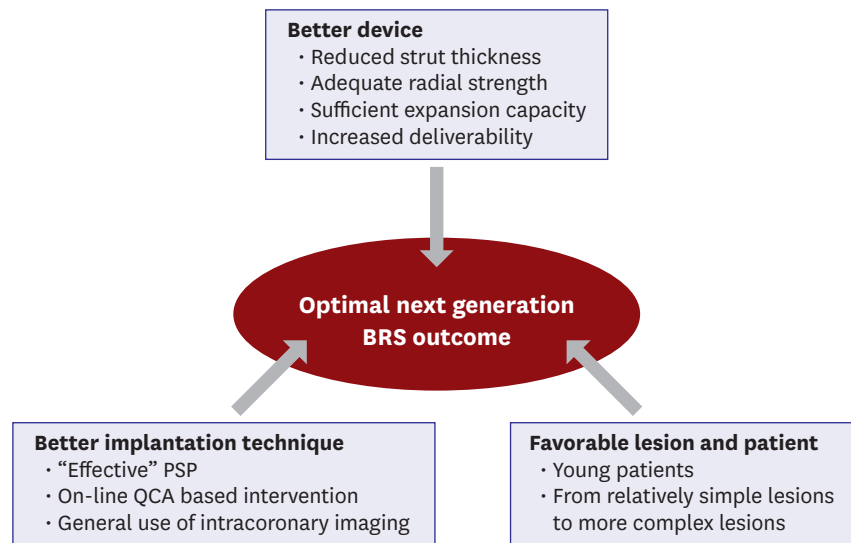 Better device
· Reduced strut thickness
· Adequate radial strength
· Sufficient expansion capacity
· Increased deliverability
Optimal next generation
BRS outcome
Better implantation technique
· “Effective” PSP
· On-line QCA based intervention
· General use of intracoronary imaging
Favorable lesion and patient
· Young patients
· From relatively simple lesions
to more complex lesions